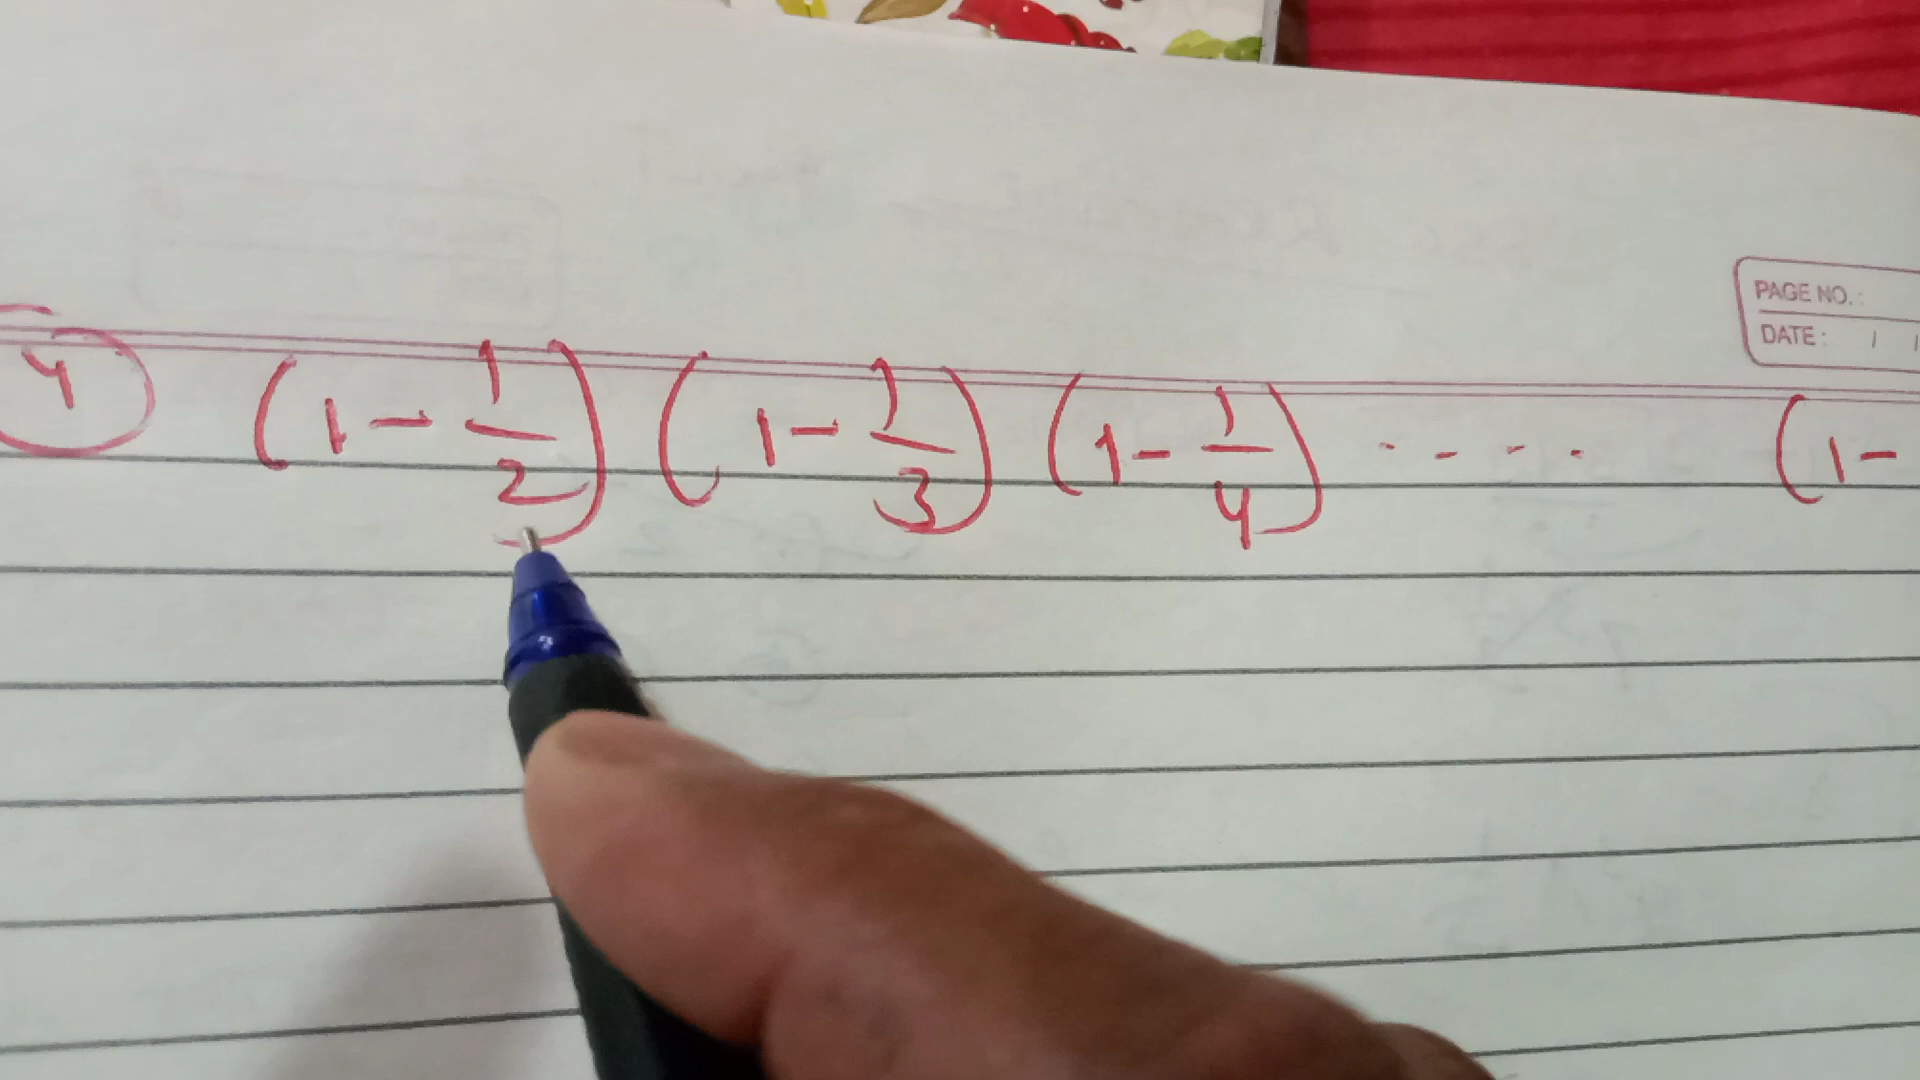 PAGE NO. :
DATE : / /
4 (1 - 1/2) (1 - 1/3) (1 - 1/4) - - - - (1 -